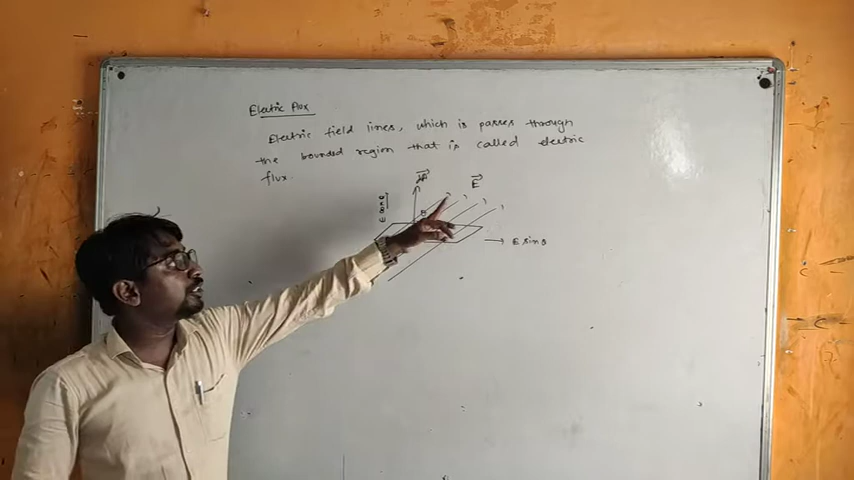 Electric Flux
Electric field lines, which is passes through
the bounded region that is called electric
flux.
E
E cos θ
θ
E sin θ